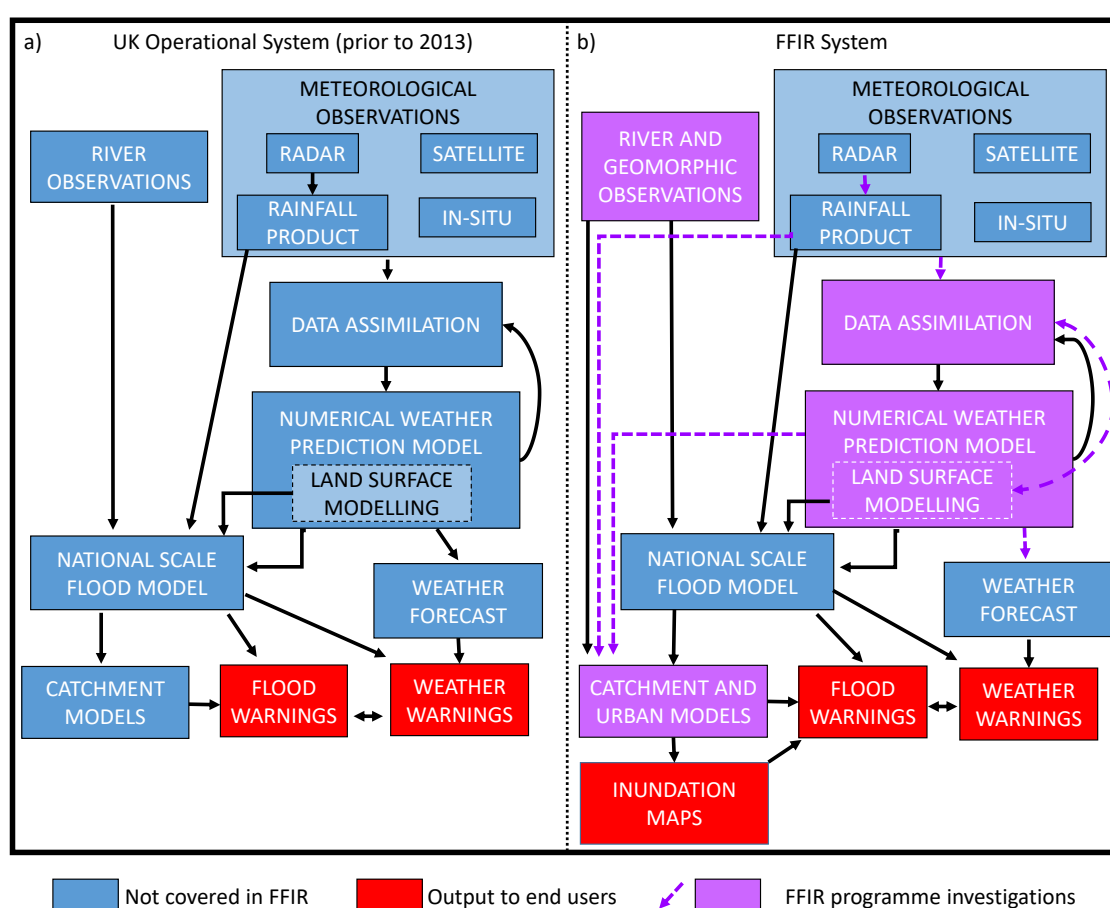 a)
UK Operational System (prior to 2013)
METEOROLOGICAL
OBSERVATIONS
RIVER
OBSERVATIONS
RADAR
SATELLITE
RAINFALL
PRODUCT
IN-SITU
DATA ASSIMILATION
NUMERICAL WEATHER
PREDICTION MODEL
LAND SURFACE
MODELLING
NATIONAL SCALE
FLOOD MODEL
WEATHER
FORECAST
CATCHMENT
MODELS
FLOOD
WARNINGS
WEATHER
WARNINGS
b)
FFIR System
METEOROLOGICAL
OBSERVATIONS
RIVER AND
GEOMORPHIC
OBSERVATIONS
RADAR
SATELLITE
RAINFALL
PRODUCT
IN-SITU
DATA ASSIMILATION
NUMERICAL WEATHER
PREDICTION MODEL
LAND SURFACE
MODELLING
NATIONAL SCALE
FLOOD MODEL
WEATHER
FORECAST
CATCHMENT AND
URBAN MODELS
FLOOD
WARNINGS
WEATHER
WARNINGS
INUNDATION
MAPS
Not covered in FFIR
Output to end users
FFIR programme investigations